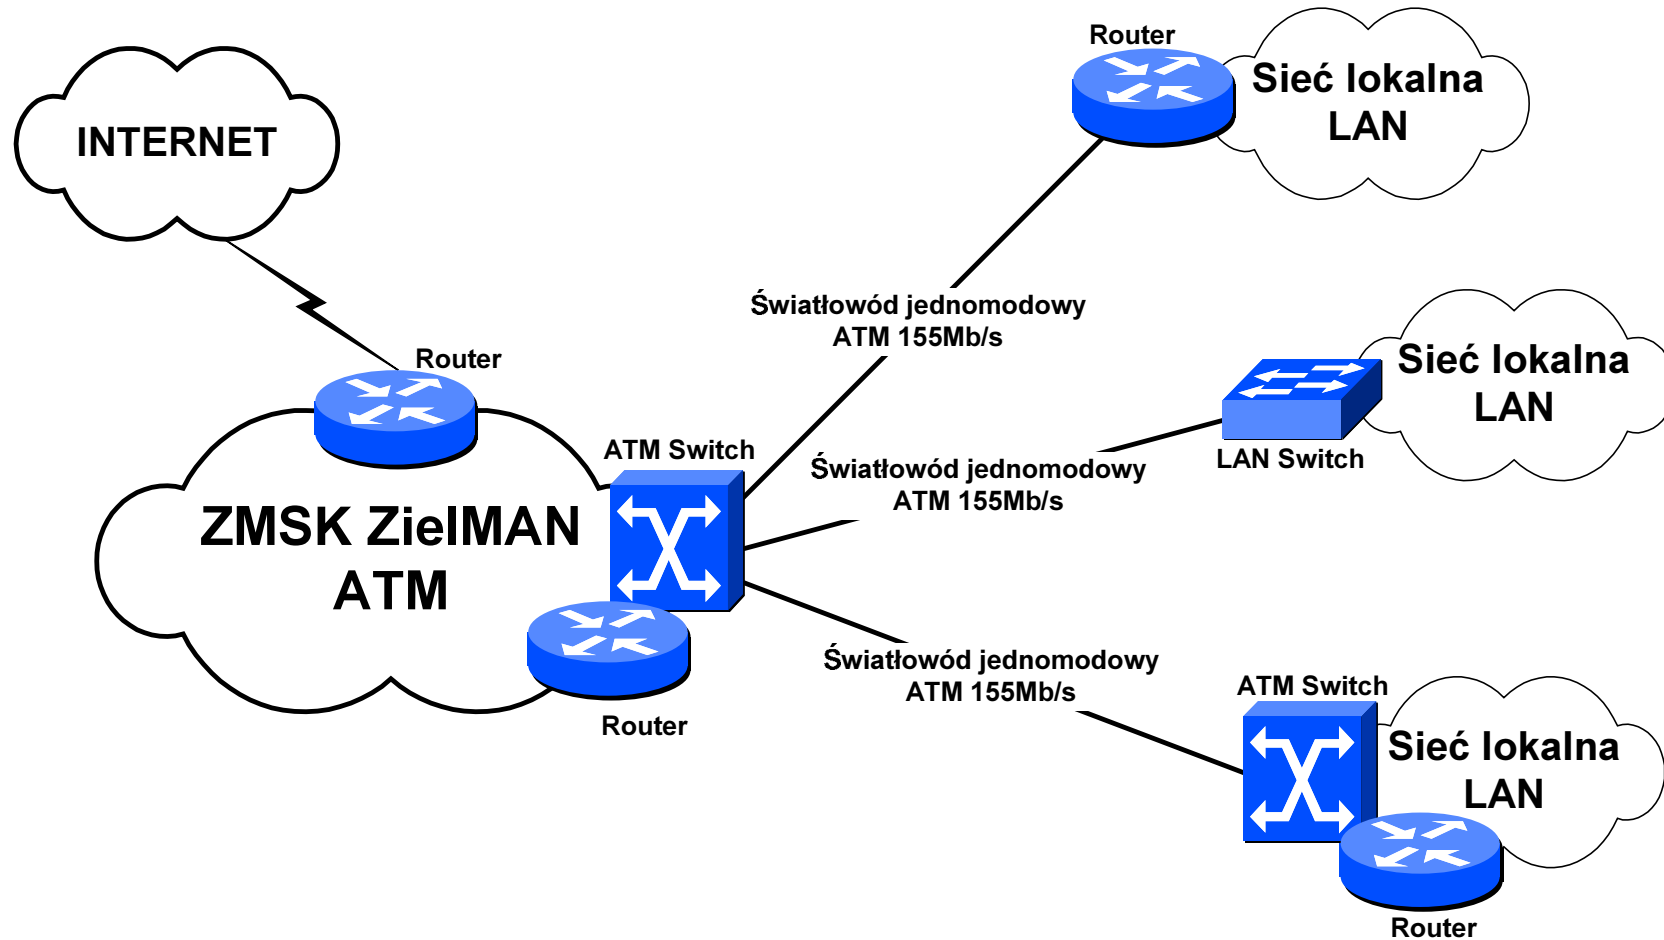 Router
Sieć lokalna
LAN
INTERNET
Światłowód jednomodowy
ATM 155Mb/s
Router
Sieć lokalna
LAN
ATM Switch
Światłowód jednomodowy
ATM 155Mb/s
LAN Switch
ZMSK ZielMAN
ATM
Światłowód jednomodowy
ATM 155Mb/s
Router
ATM Switch
Sieć lokalna
LAN
Router